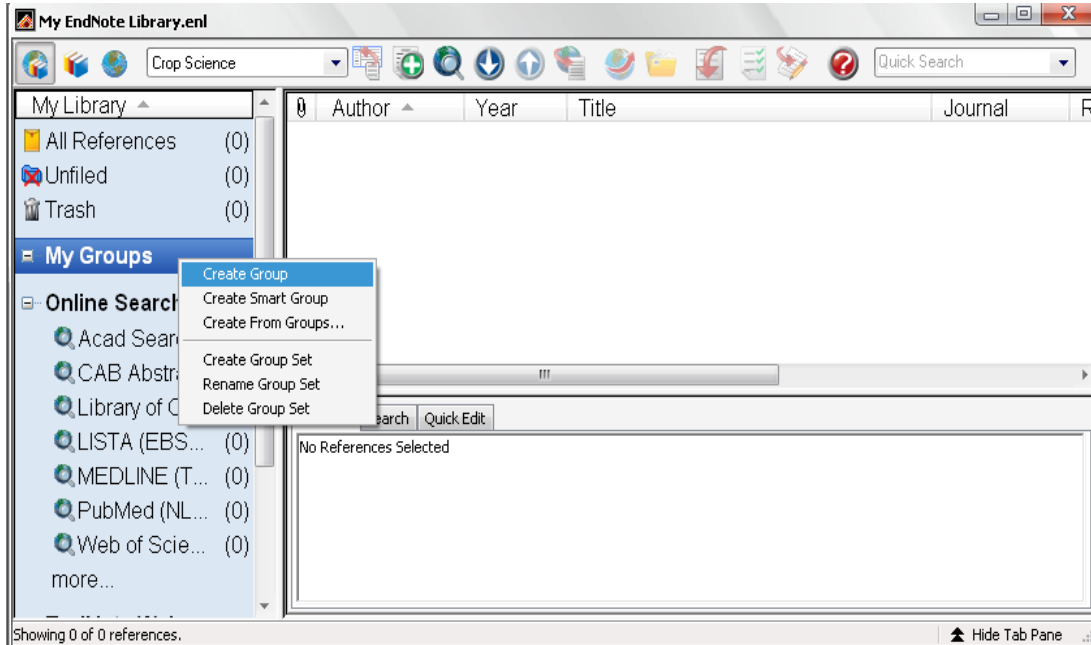 My EndNote Library.enl
Crop Science
Quick Search
My Library
Author Year Title Journal
All References (0)
Unfiled (0)
Trash (0)
My Groups
Create Group
Create Smart Group
Create From Groups...
Create Group Set
Rename Group Set
Delete Group Set
Online Search
Acad Sear
CAB Abstr
Library of C
LISTA (EBS... (0)
MEDLINE (T... (0)
PubMed (NL... (0)
Web of Scie... (0)
more...
earch Quick Edit
No References Selected
Showing 0 of 0 references.
Hide Tab Pane